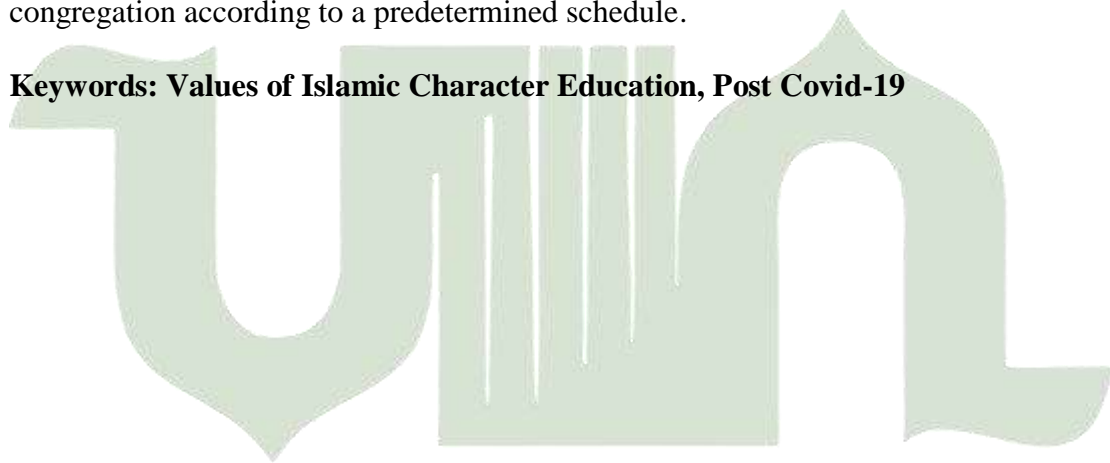 congregation according to a predetermined schedule.
Keywords: Values of Islamic Character Education, Post Covid-19